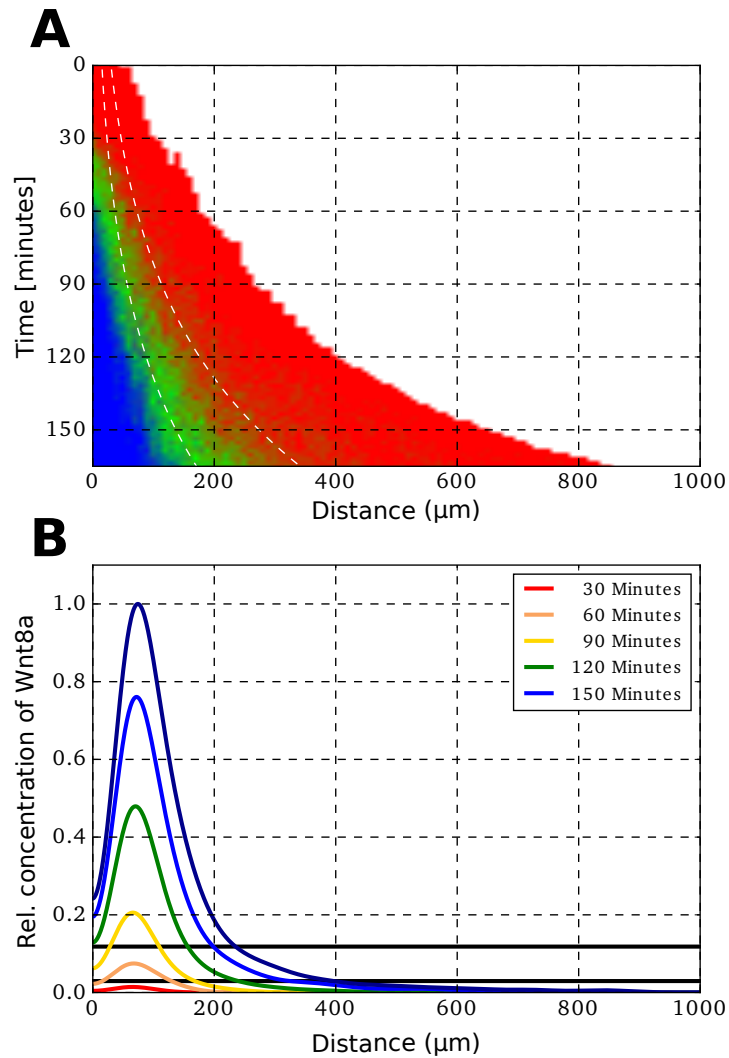 A
0
30
60
90
120
150
Time [minutes]
0 200 400 600 800 1000
Distance (μm)
B
1.0
0.8
0.6
0.4
0.2
0.0
Rel. concentration of Wnt8a
30 Minutes
60 Minutes
90 Minutes
120 Minutes
150 Minutes
0 200 400 600 800 1000
Distance (μm)